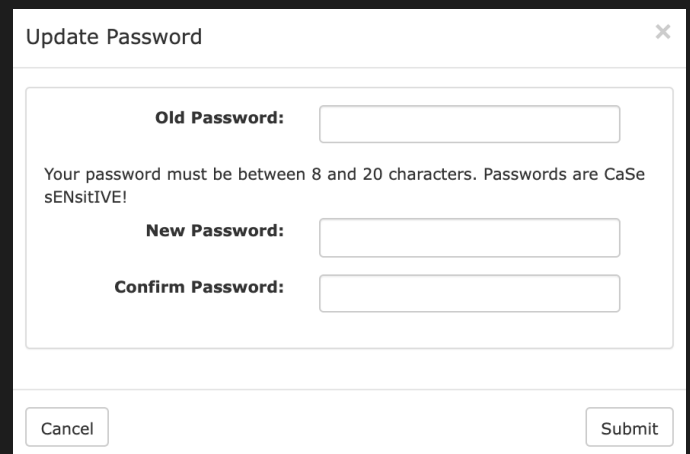 Update Password
×
Old Password:
Your password must be between 8 and 20 characters. Passwords are CaSe
sENsitIVE!
New Password:
Confirm Password:
Cancel
Submit